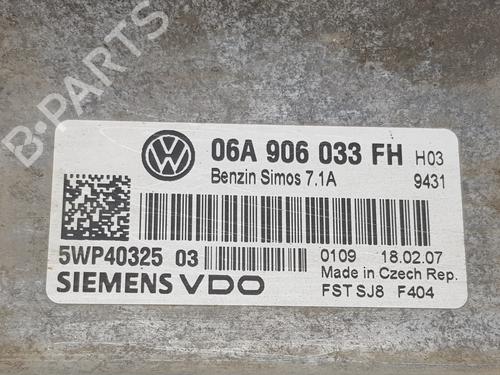 B-PARTS
06A 906 033 FH H03
Benzin Simos 7.1A 9431
5WP40325 03 0109 18.02.07
Made in Czech Rep.
SIEMENS VDO FST SJ8 F404